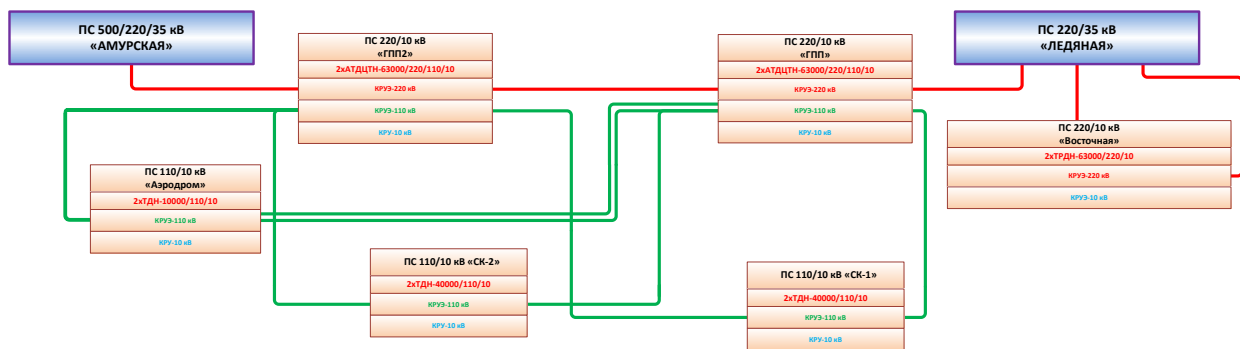 ПС 500/220/35 кВ
«АМУРСКАЯ»
ПС 220/10 кВ
«ГПП2»
2хАТДЦТН-63000/220/110/10
КРУЭ-220 кВ
КРУЭ-110 кВ
КРУ-10 кВ
ПС 220/10 кВ
«ГПП»
2хАТДЦТН-63000/220/110/10
КРУЭ-220 кВ
КРУЭ-110 кВ
КРУ-10 кВ
ПС 220/35 кВ
«ЛЕДЯНАЯ»
ПС 220/10 кВ
«Восточная»
2хТРДН-63000/220/10
КРУЭ-220 кВ
КРУЭ-10 кВ
ПС 110/10 кВ
«Аэродром»
2хТДН-10000/110/10
КРУЭ-110 кВ
КРУ-10 кВ
ПС 110/10 кВ «СК-2»
2хТДН-40000/110/10
КРУЭ-110 кВ
КРУ-10 кВ
ПС 110/10 кВ «СК-1»
2хТДН-40000/110/10
КРУЭ-110 кВ
КРУ-10 кВ